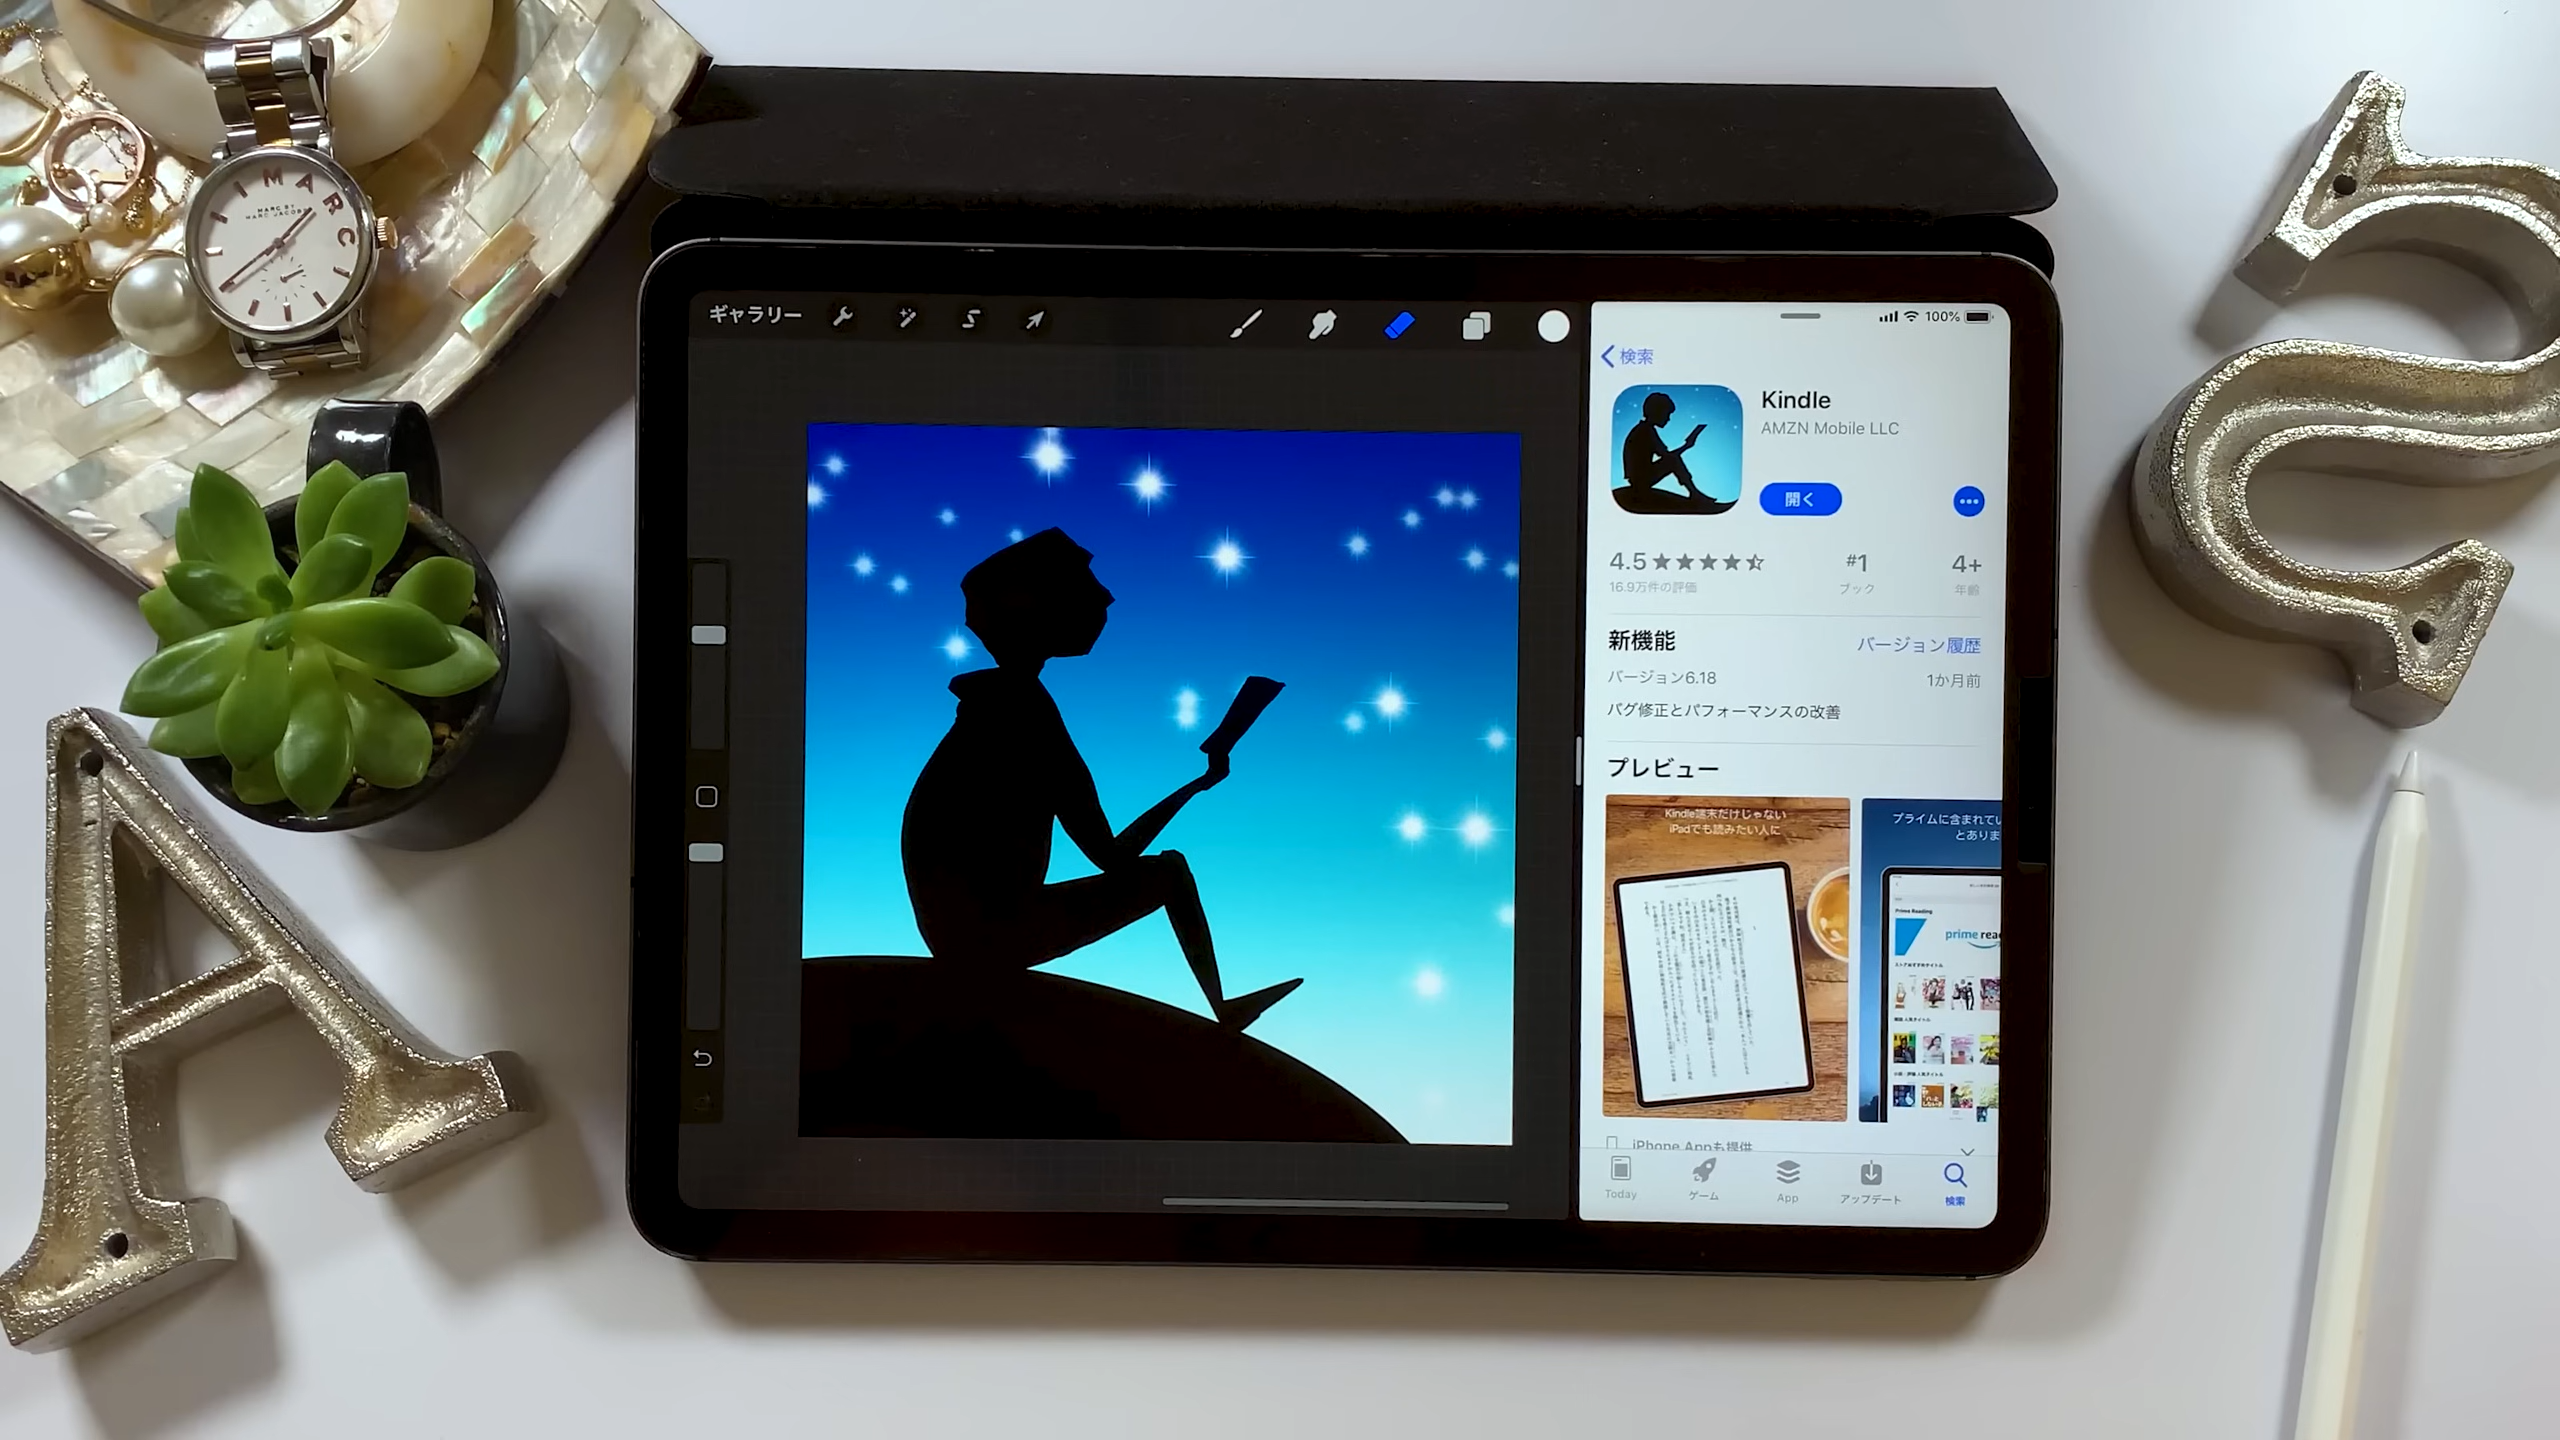 MARC
MARC BY
MARC JACOBS
ギャラリー
100%
検索
Kindle
AMZN Mobile LLC
開く
4.5
#1
4+
16.9万件の評価
ブック
年齢
新機能
バージョン履歴
バージョン6.18
1か月前
バグ修正とパフォーマンスの改善
プレビュー
Kindle端末だけじゃない
iPadでも読みたい人に
プライムに含まれてい
とありま
Prime Reading
prime rea
iPhone Appも提供
Today
ゲーム
App
アップデート
検索
A
S